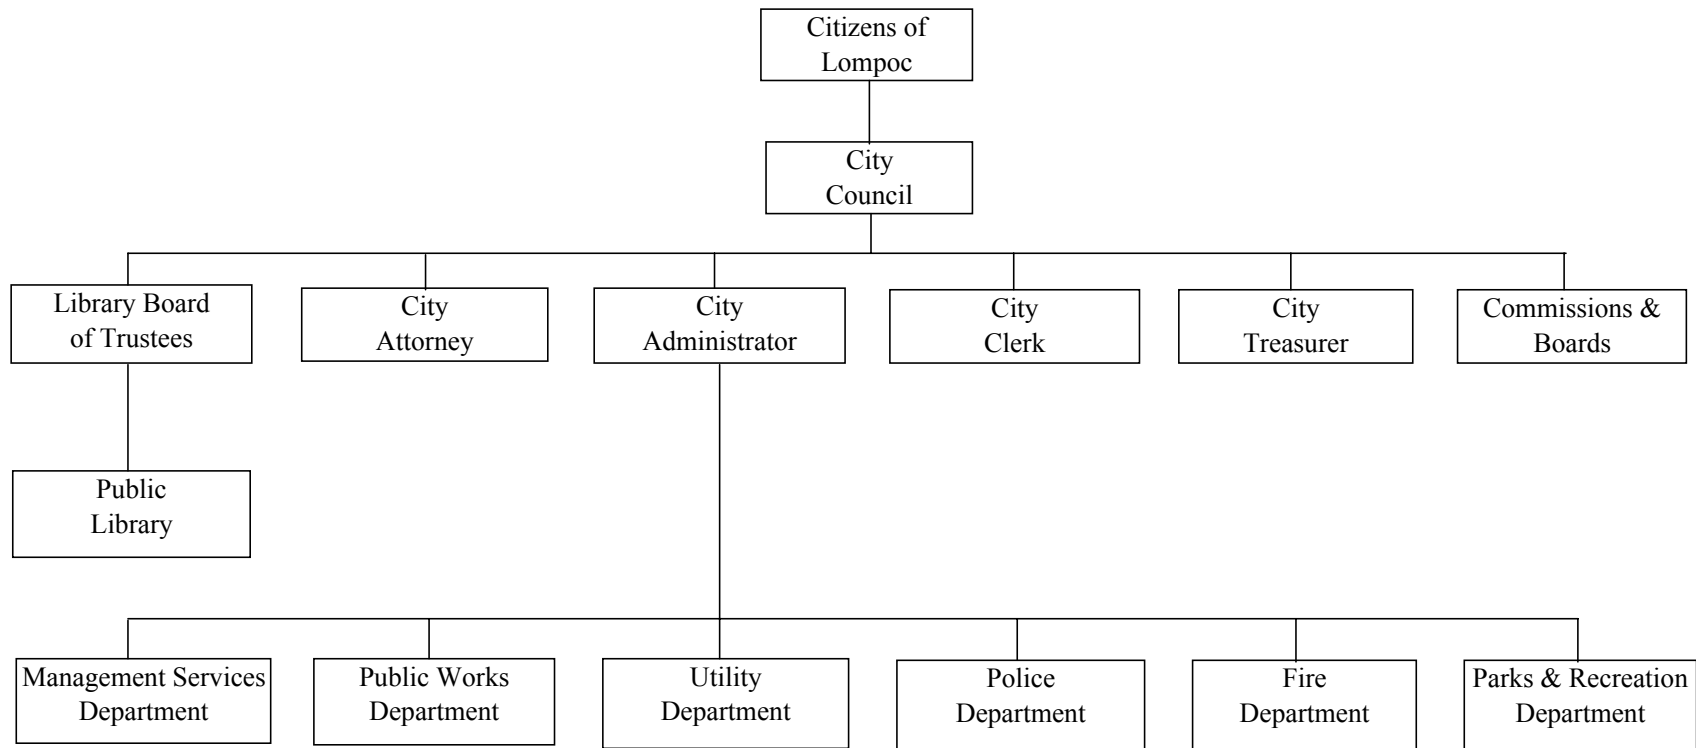 Citizens of
Lompoc
City
Council
Library Board
of Trustees
City
Attorney
City
Administrator
City
Clerk
City
Treasurer
Commissions &
Boards
Public
Library
Management Services
Department
Public Works
Department
Utility
Department
Police
Department
Fire
Department
Parks & Recreation
Department